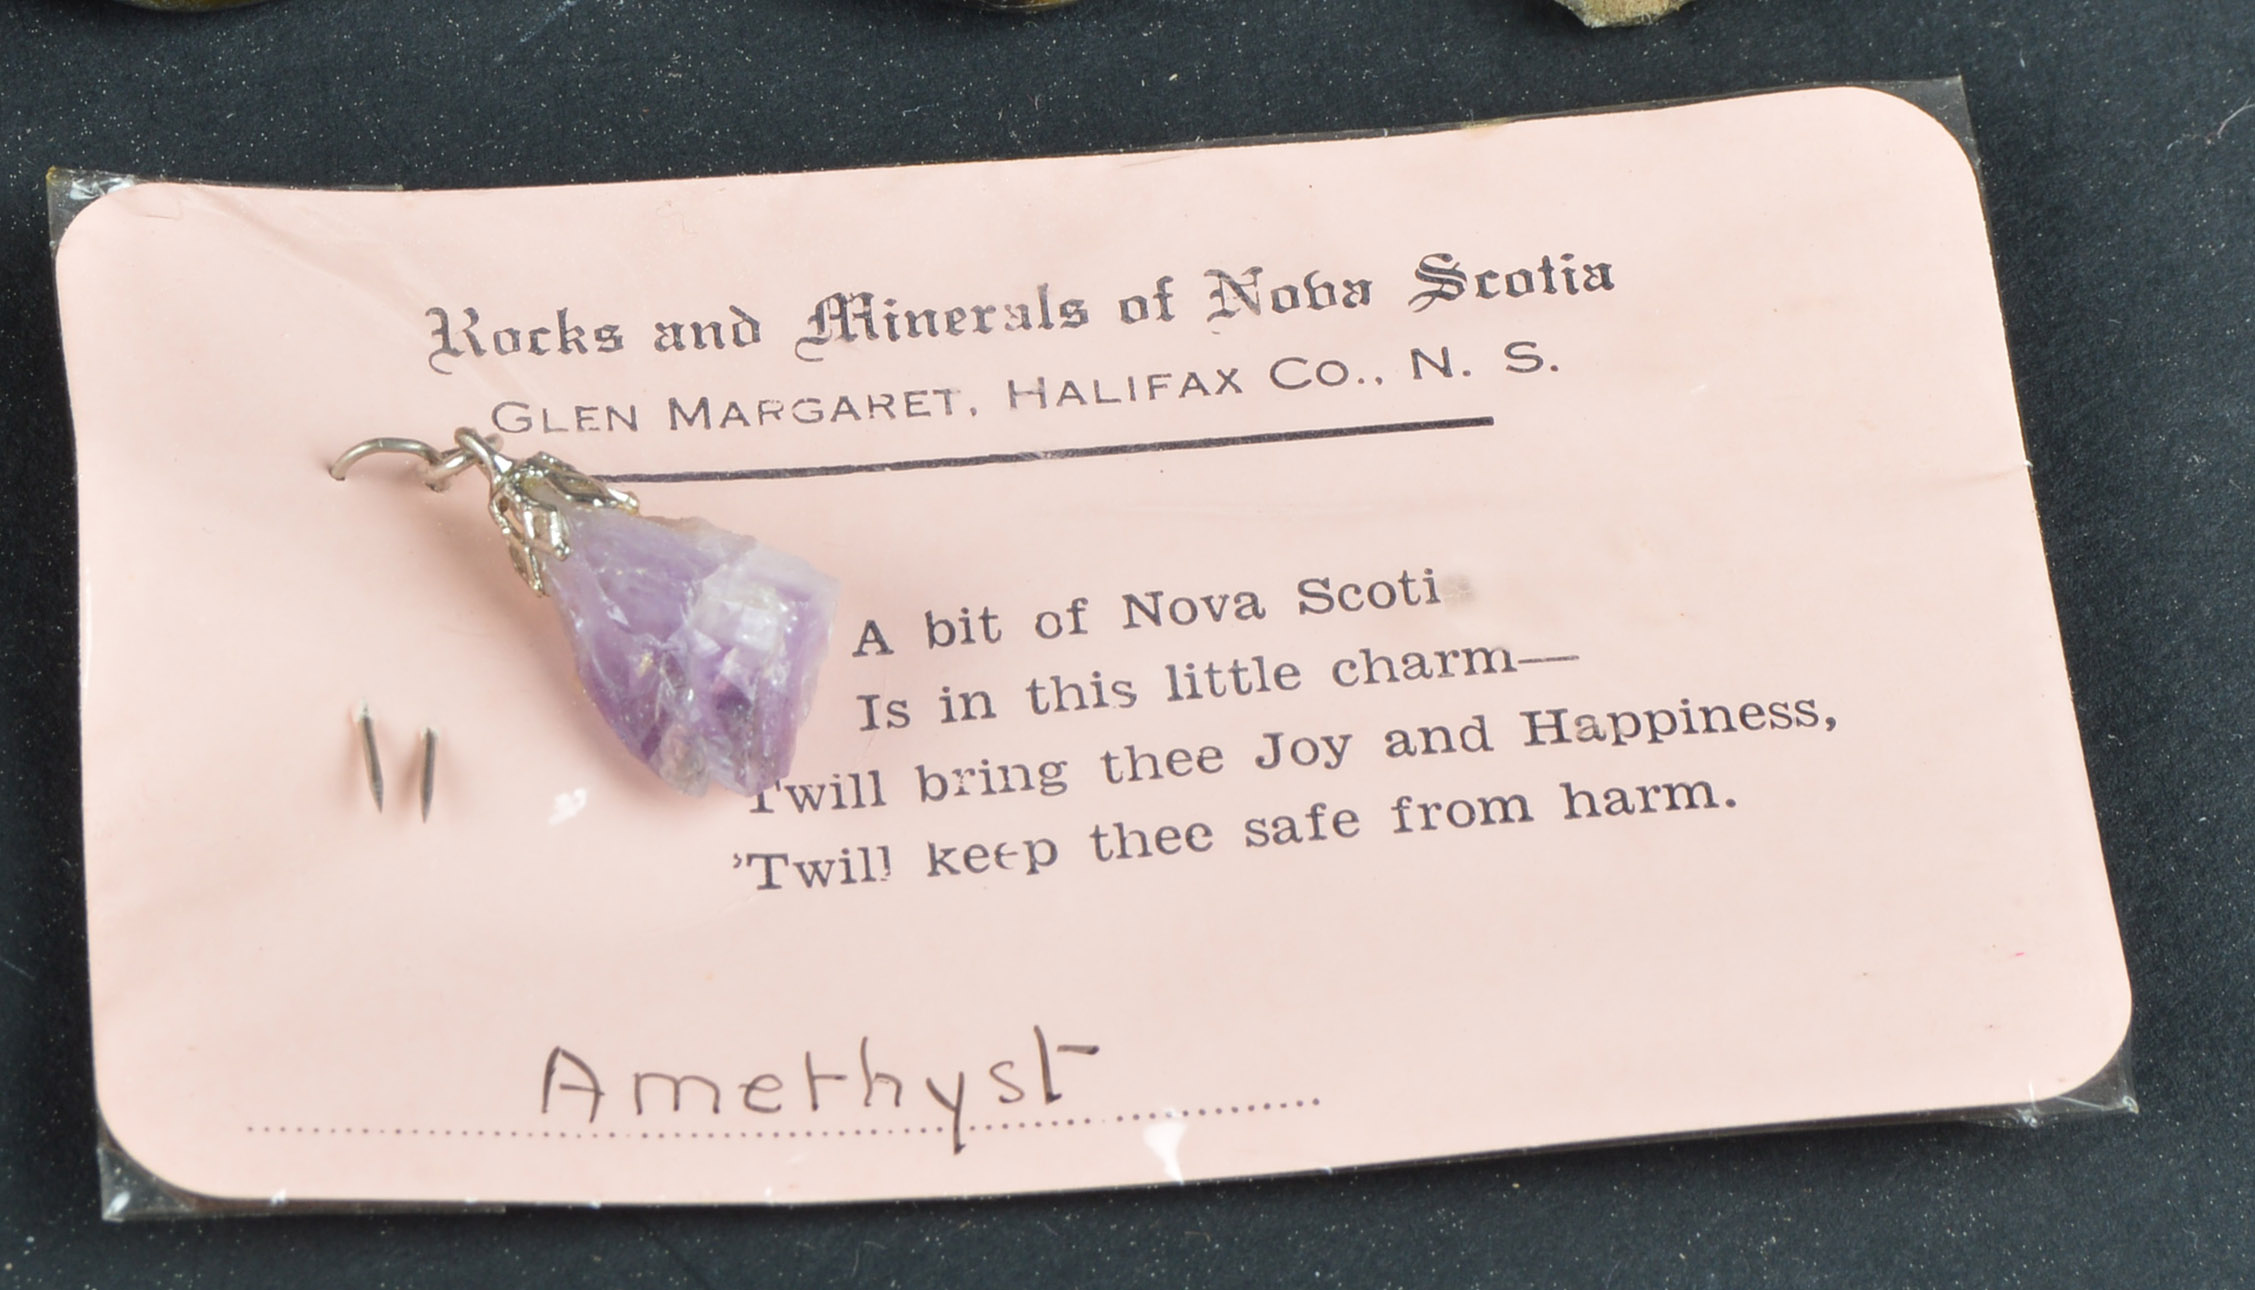 Rocks and Minerals of Nova Scotia
GLEN MARGARET, HALIFAX CO., N. S.
A bit of Nova Scoti
Is in this little charm—
'Twill bring thee Joy and Happiness,
'Twill keep thee safe from harm.
Amethyst